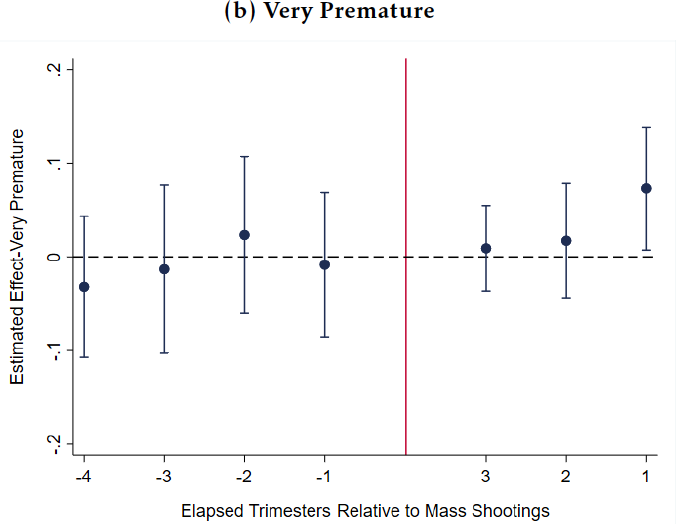 (b) Very Premature
.2
.1
0
-.1
-.2
Estimated Effect-Very Premature
-4 -3 -2 -1 3 2 1
Elapsed Trimesters Relative to Mass Shootings